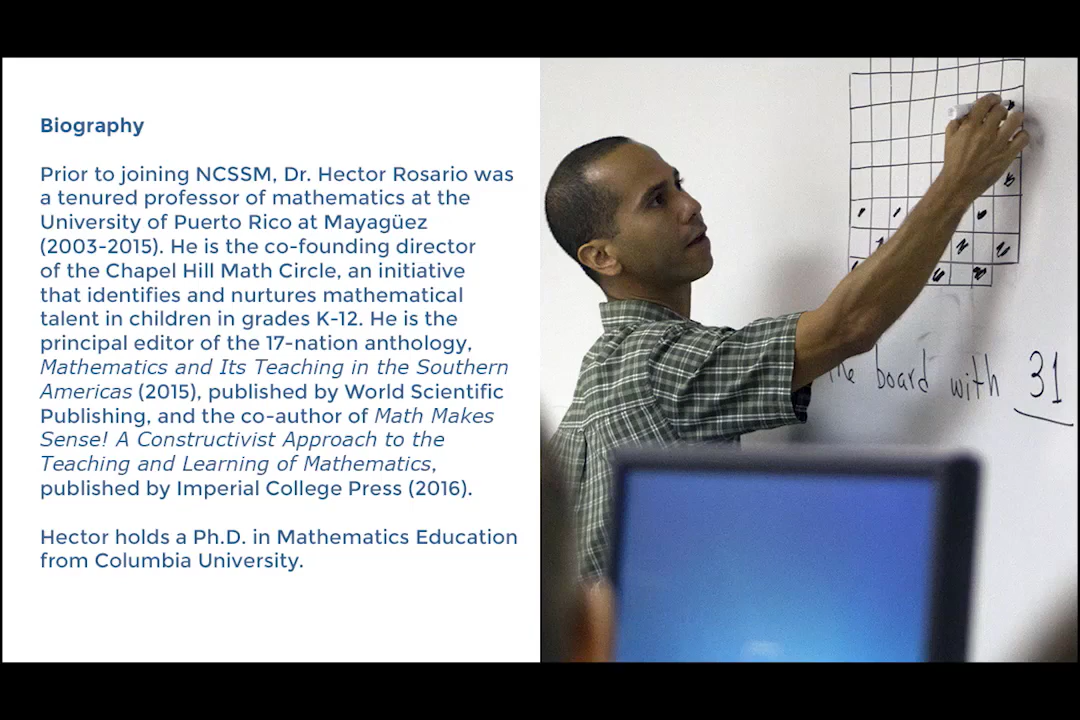 Biography
Prior to joining NCSSM, Dr. Hector Rosario was
a tenured professor of mathematics at the
University of Puerto Rico at Mayagüez
(2003-2015). He is the co-founding director
of the Chapel Hill Math Circle, an initiative
that identifies and nurtures mathematical
talent in children in grades K-12. He is the
principal editor of the 17-nation anthology,
Mathematics and Its Teaching in the Southern
Americas (2015), published by World Scientific
Publishing, and the co-author of Math Makes
Sense! A Constructivist Approach to the
Teaching and Learning of Mathematics,
published by Imperial College Press (2016).
Hector holds a Ph.D. in Mathematics Education
from Columbia University.
board with 31